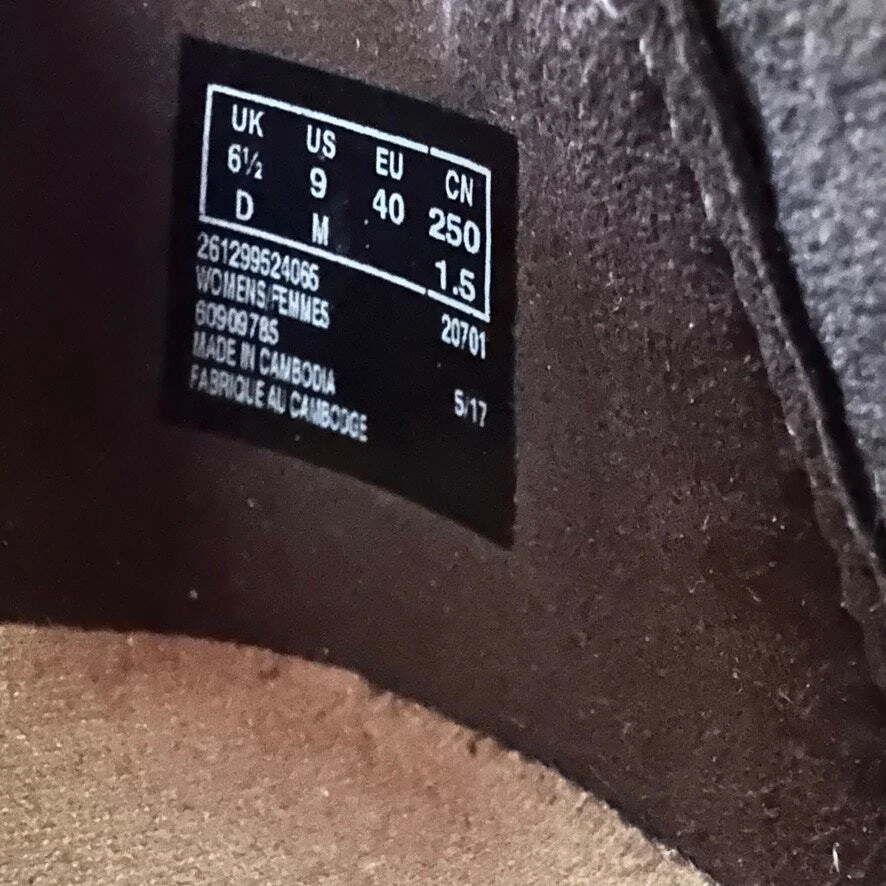 UK US EU CN
6½ 9 40 250
D M 1.5
261299524065
WOMENS/FEMMES 20701
60909785
MADE IN CAMBODIA
FABRIQUE AU CAMBODGE 5/17